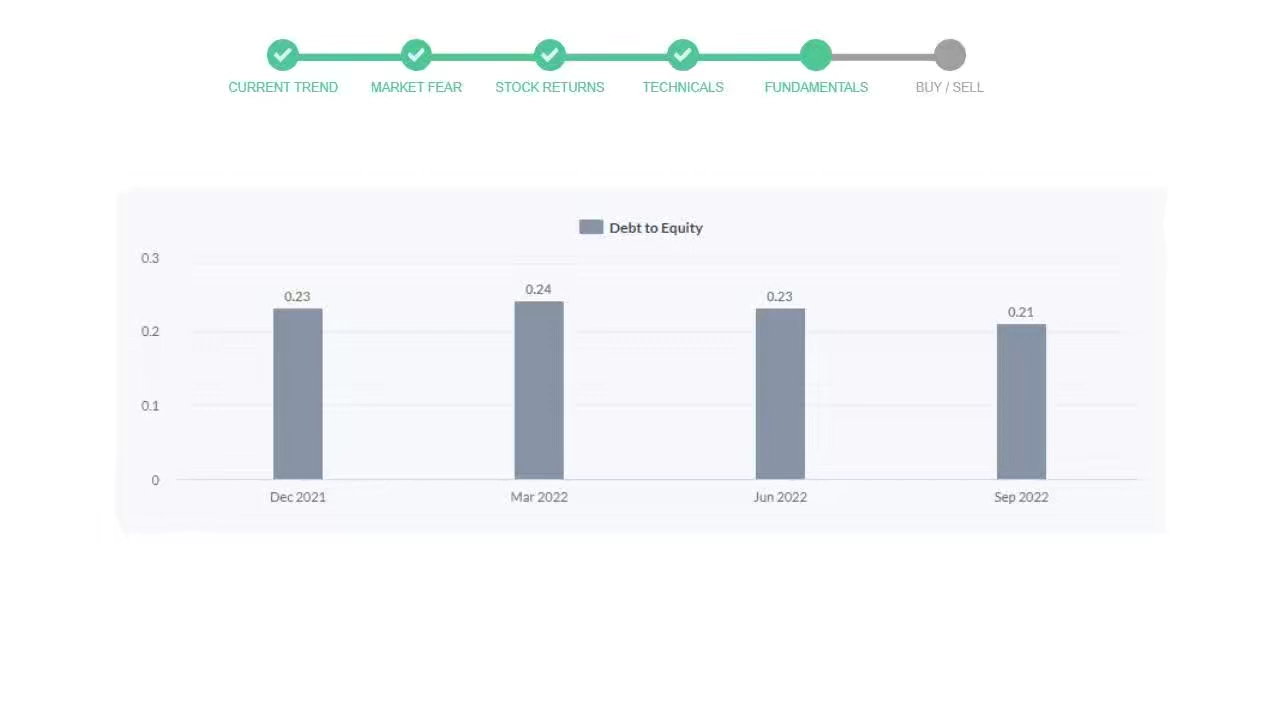 CURRENT TREND MARKET FEAR STOCK RETURNS TECHNICALS FUNDAMENTALS BUY / SELL
Debt to Equity
0.3
0.23 0.24 0.23 0.21
0.2
0.1
0
Dec 2021 Mar 2022 Jun 2022 Sep 2022